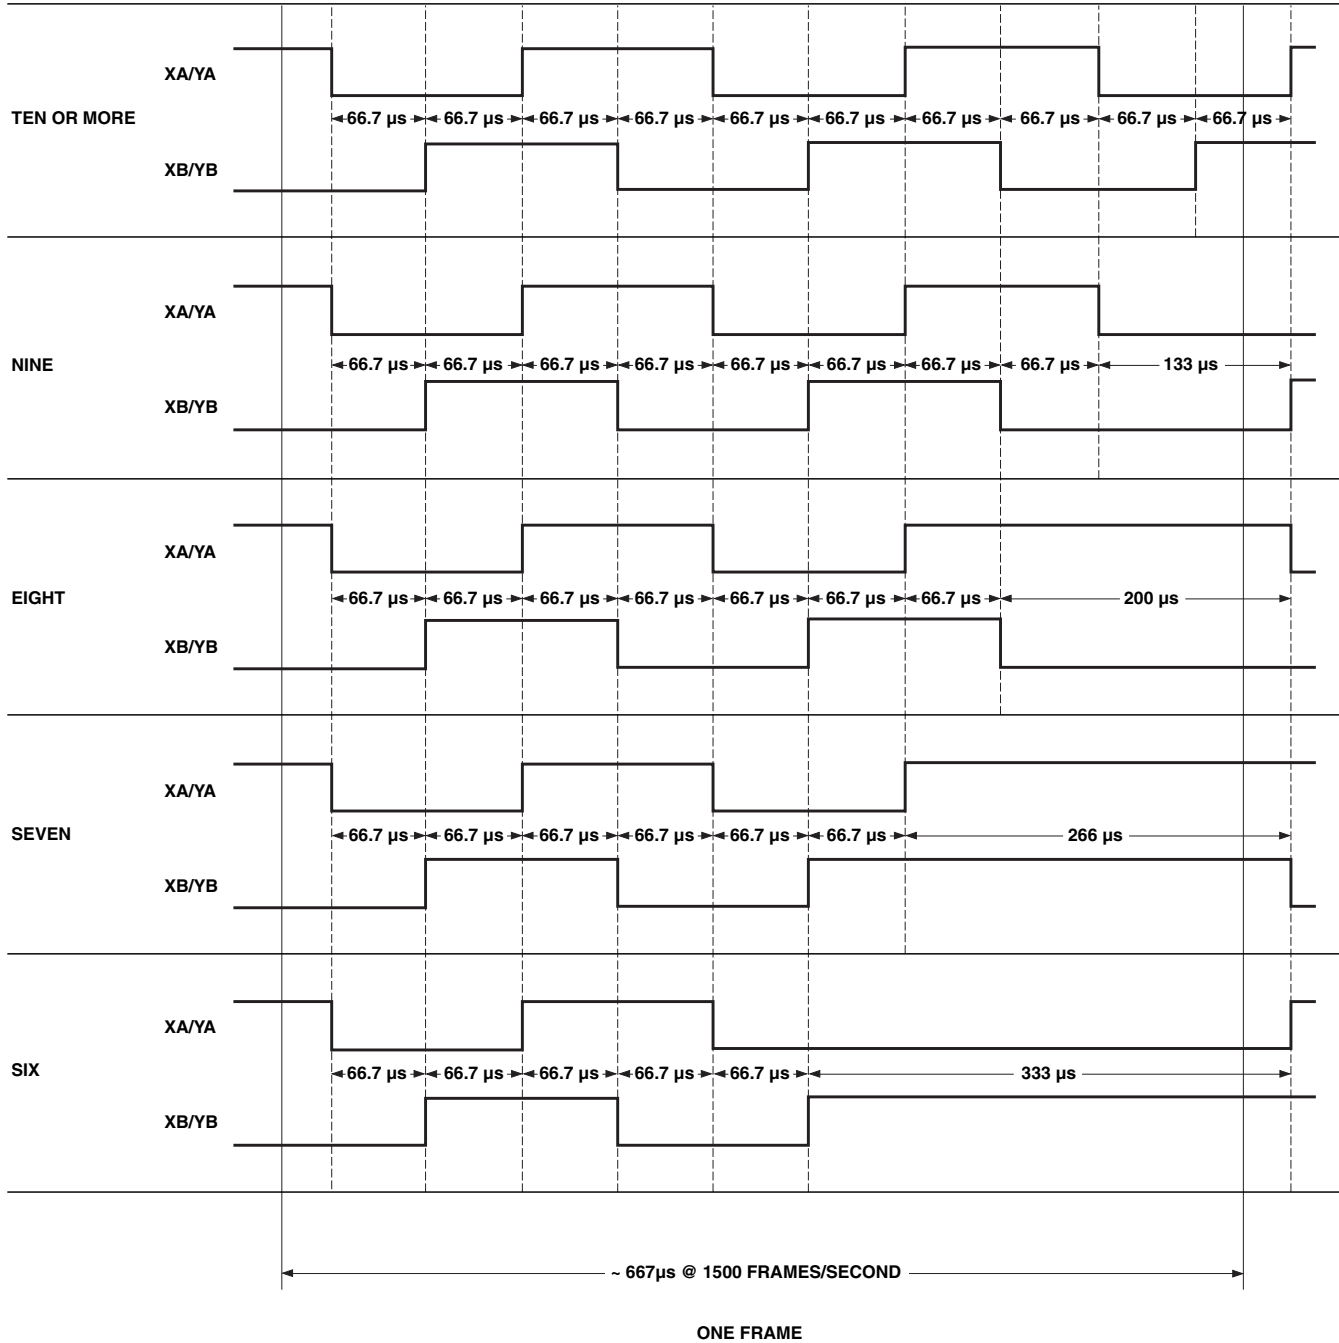 XA/YA
TEN OR MORE
66.7 µs 66.7 µs 66.7 µs 66.7 µs 66.7 µs 66.7 µs 66.7 µs 66.7 µs 66.7 µs 66.7 µs
XB/YB
XA/YA
NINE
66.7 µs 66.7 µs 66.7 µs 66.7 µs 66.7 µs 66.7 µs 66.7 µs 66.7 µs 133 µs
XB/YB
XA/YA
EIGHT
66.7 µs 66.7 µs 66.7 µs 66.7 µs 66.7 µs 66.7 µs 66.7 µs 200 µs
XB/YB
XA/YA
SEVEN
66.7 µs 66.7 µs 66.7 µs 66.7 µs 66.7 µs 66.7 µs 266 µs
XB/YB
XA/YA
SIX
66.7 µs 66.7 µs 66.7 µs 66.7 µs 66.7 µs 333 µs
XB/YB
~ 667µs @ 1500 FRAMES/SECOND
ONE FRAME